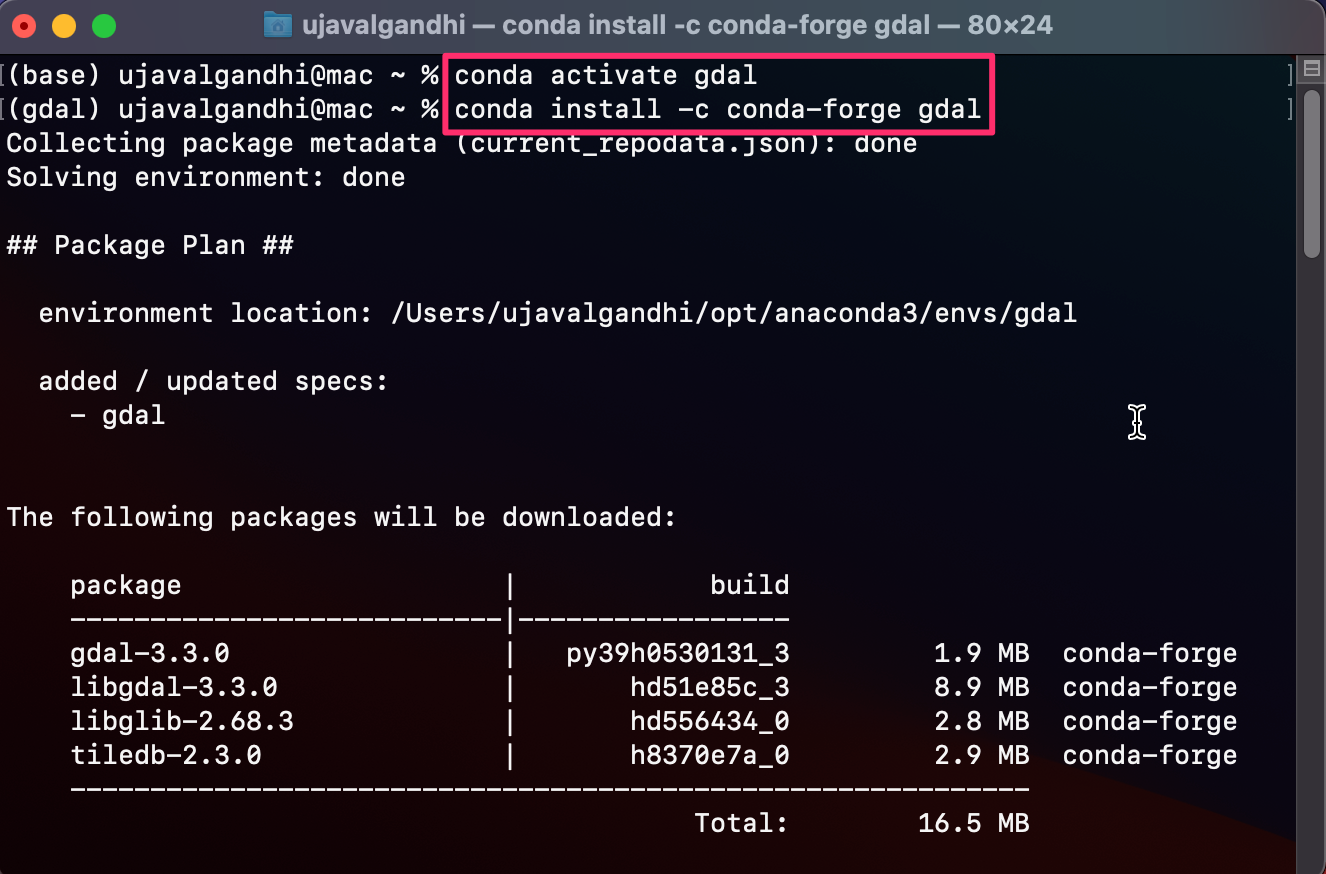 ujavalgandhi — conda install -c conda-forge gdal — 80×24
[(base) ujavalgandhi@mac ~ % conda activate gdal ]
[(gdal) ujavalgandhi@mac ~ % conda install -c conda-forge gdal ]
Collecting package metadata (current_repodata.json): done
Solving environment: done
## Package Plan ##
environment location: /Users/ujavalgandhi/opt/anaconda3/envs/gdal
added / updated specs:
- gdal
The following packages will be downloaded:
package | build
---------------------------|-----------------
gdal-3.3.0 | py39h0530131_3 1.9 MB conda-forge
libgdal-3.3.0 | hd51e85c_3 8.9 MB conda-forge
libglib-2.68.3 | hd556434_0 2.8 MB conda-forge
tiledb-2.3.0 | h8370e7a_0 2.9 MB conda-forge
------------------------------------------------------------
Total: 16.5 MB